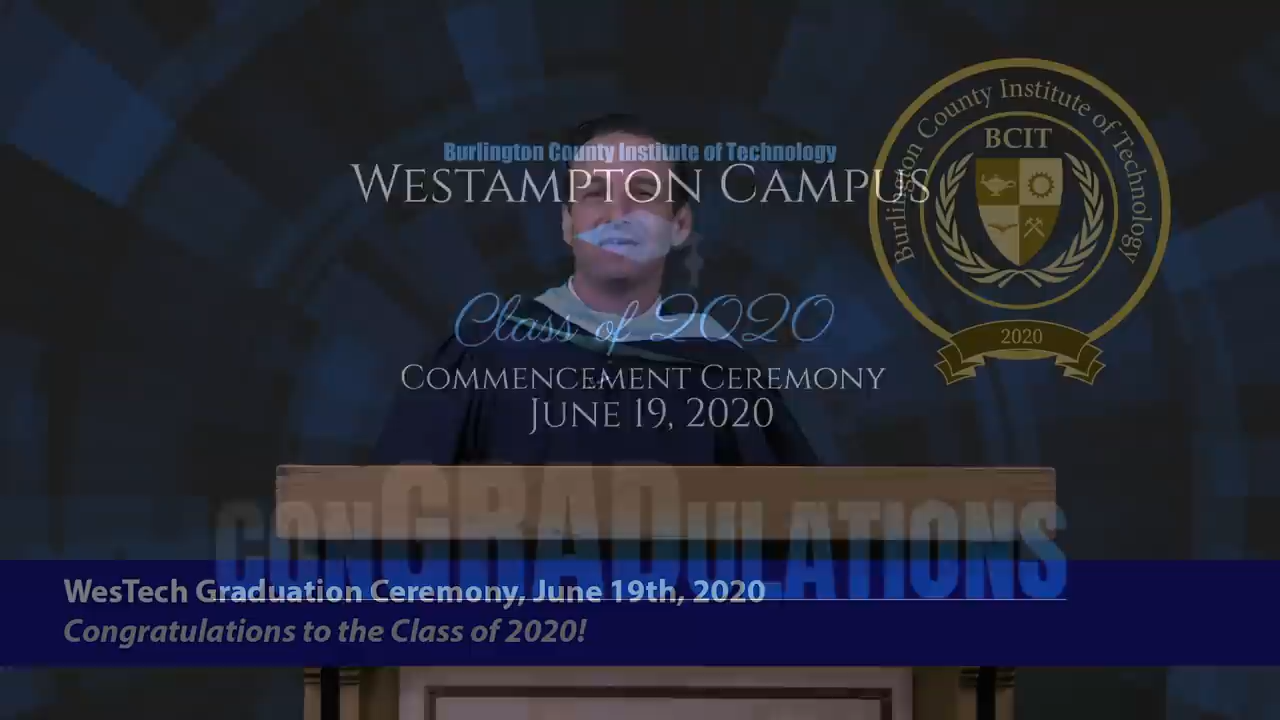 Burlington County Institute of Technology
WESTAMPTON CAMPUS
Class of 2020
COMMENCEMENT CEREMONY
JUNE 19, 2020
Burlington County Institute of Technology
BCIT
2020
CONGRADULATIONS
WesTech Graduation Ceremony, June 19th, 2020
Congratulations to the Class of 2020!